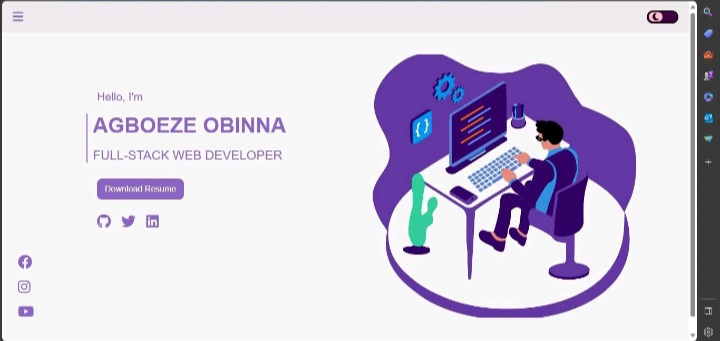 Hello, I'm
AGBOEZE OBINNA
FULL-STACK WEB DEVELOPER
Download Resume